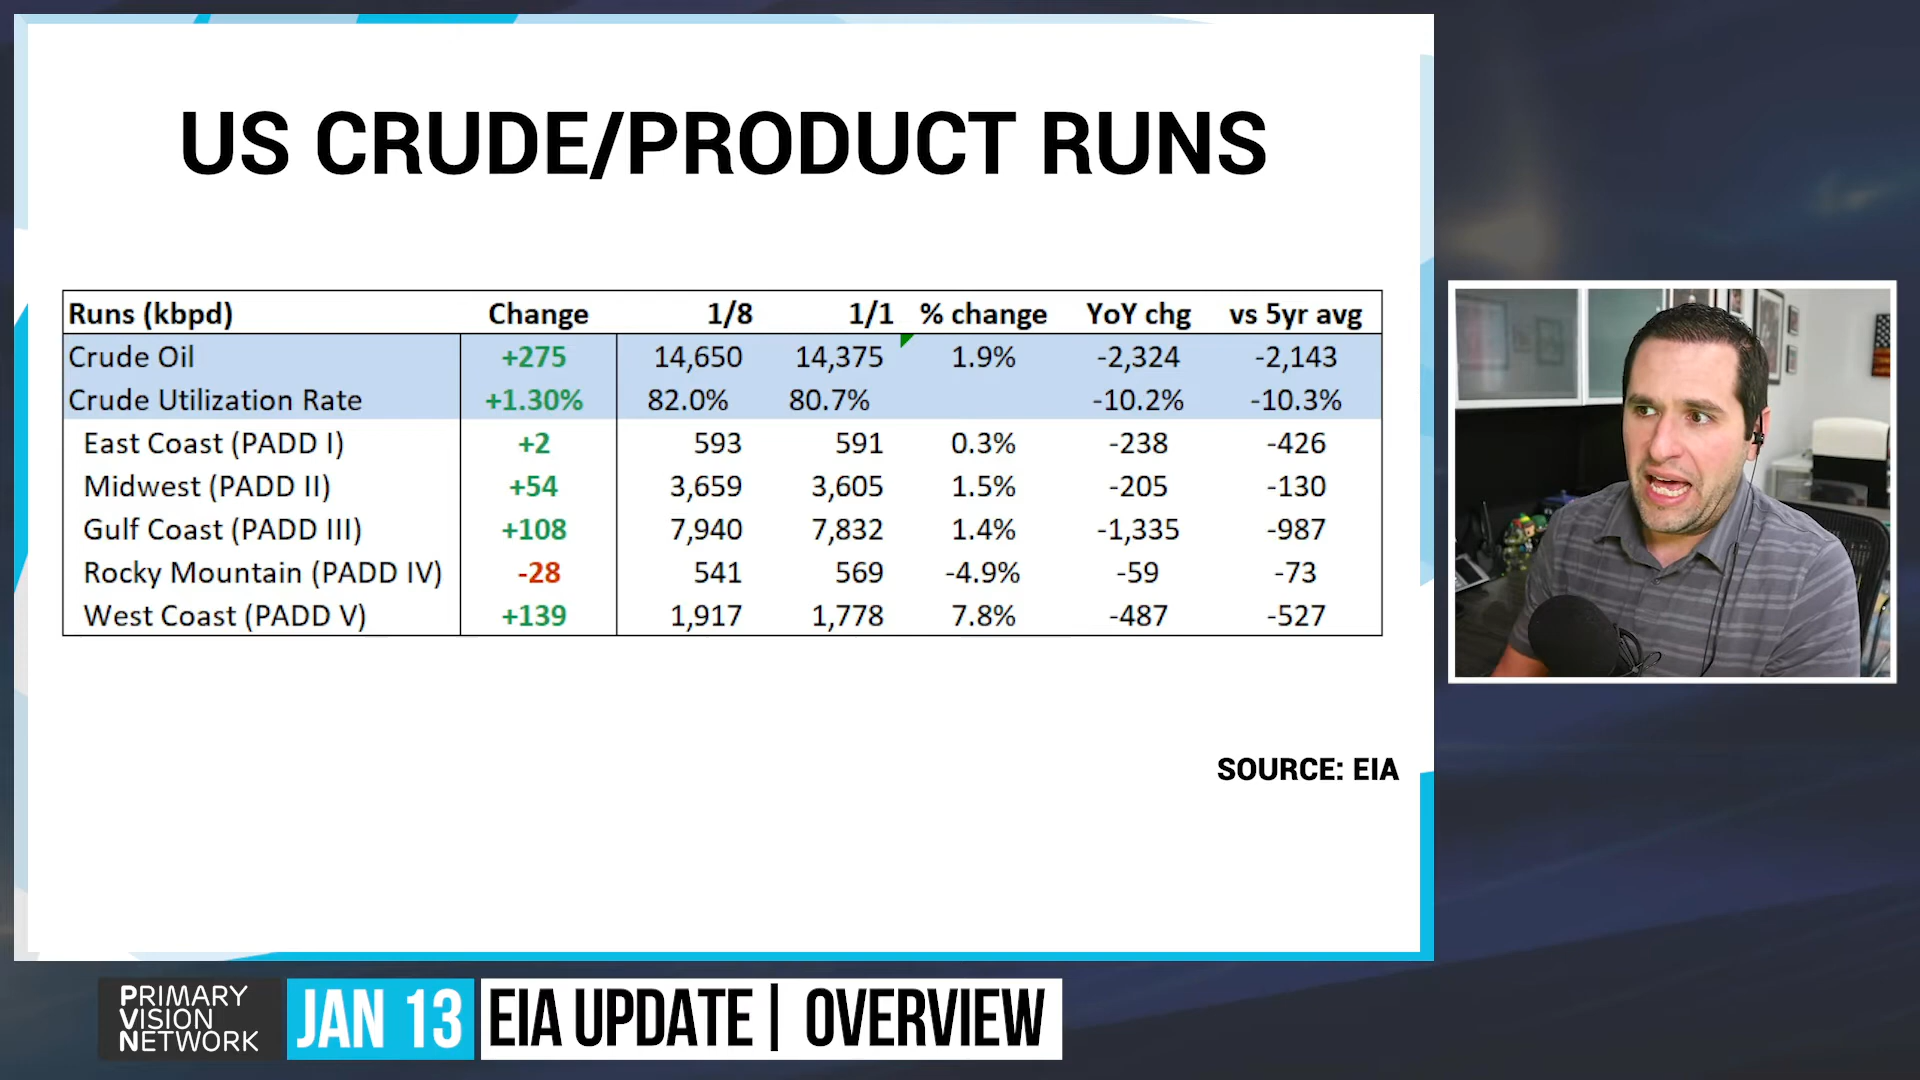 US CRUDE/PRODUCT RUNS
Runs (kbpd) Change 1/8 1/1 % change YoY chg vs 5yr avg
Crude Oil +275 14,650 14,375 1.9% -2,324 -2,143
Crude Utilization Rate +1.30% 82.0% 80.7% -10.2% -10.3%
East Coast (PADD I) +2 593 591 0.3% -238 -426
Midwest (PADD II) +54 3,659 3,605 1.5% -205 -130
Gulf Coast (PADD III) +108 7,940 7,832 1.4% -1,335 -987
Rocky Mountain (PADD IV) -28 541 569 -4.9% -59 -73
West Coast (PADD V) +139 1,917 1,778 7.8% -487 -527
SOURCE: EIA
PRIMARY
VISION
NETWORK
JAN 13
EIA UPDATE | OVERVIEW